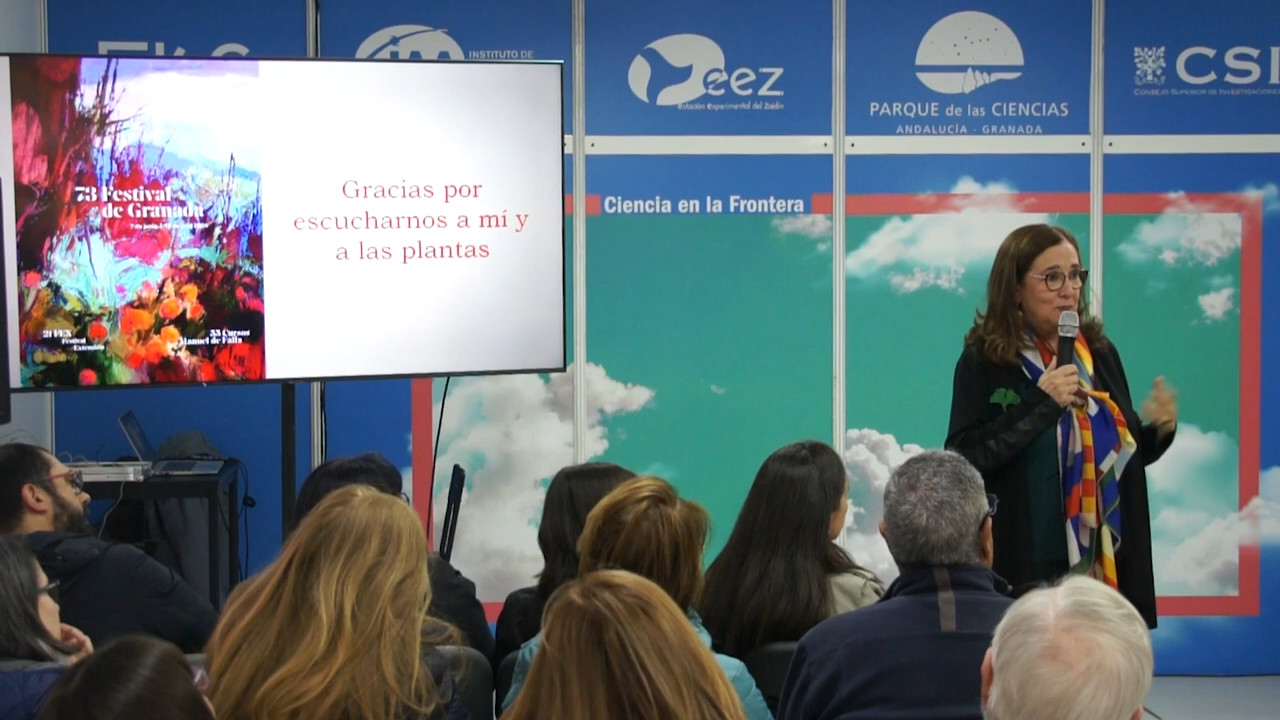 INSTITUTO DE
eez
Estación Experimental del Zaidín
PARQUE de las CIENCIAS
ANDALUCÍA · GRANADA
CSI
CONSEJO SUPERIOR DE INVESTIGACIONES
73 Festival
de Granada
21 FEX
Festival
Extensión
53 Cursos
Manuel de Falla
Gracias por
escucharnos a mí y
a las plantas
Ciencia en la Frontera